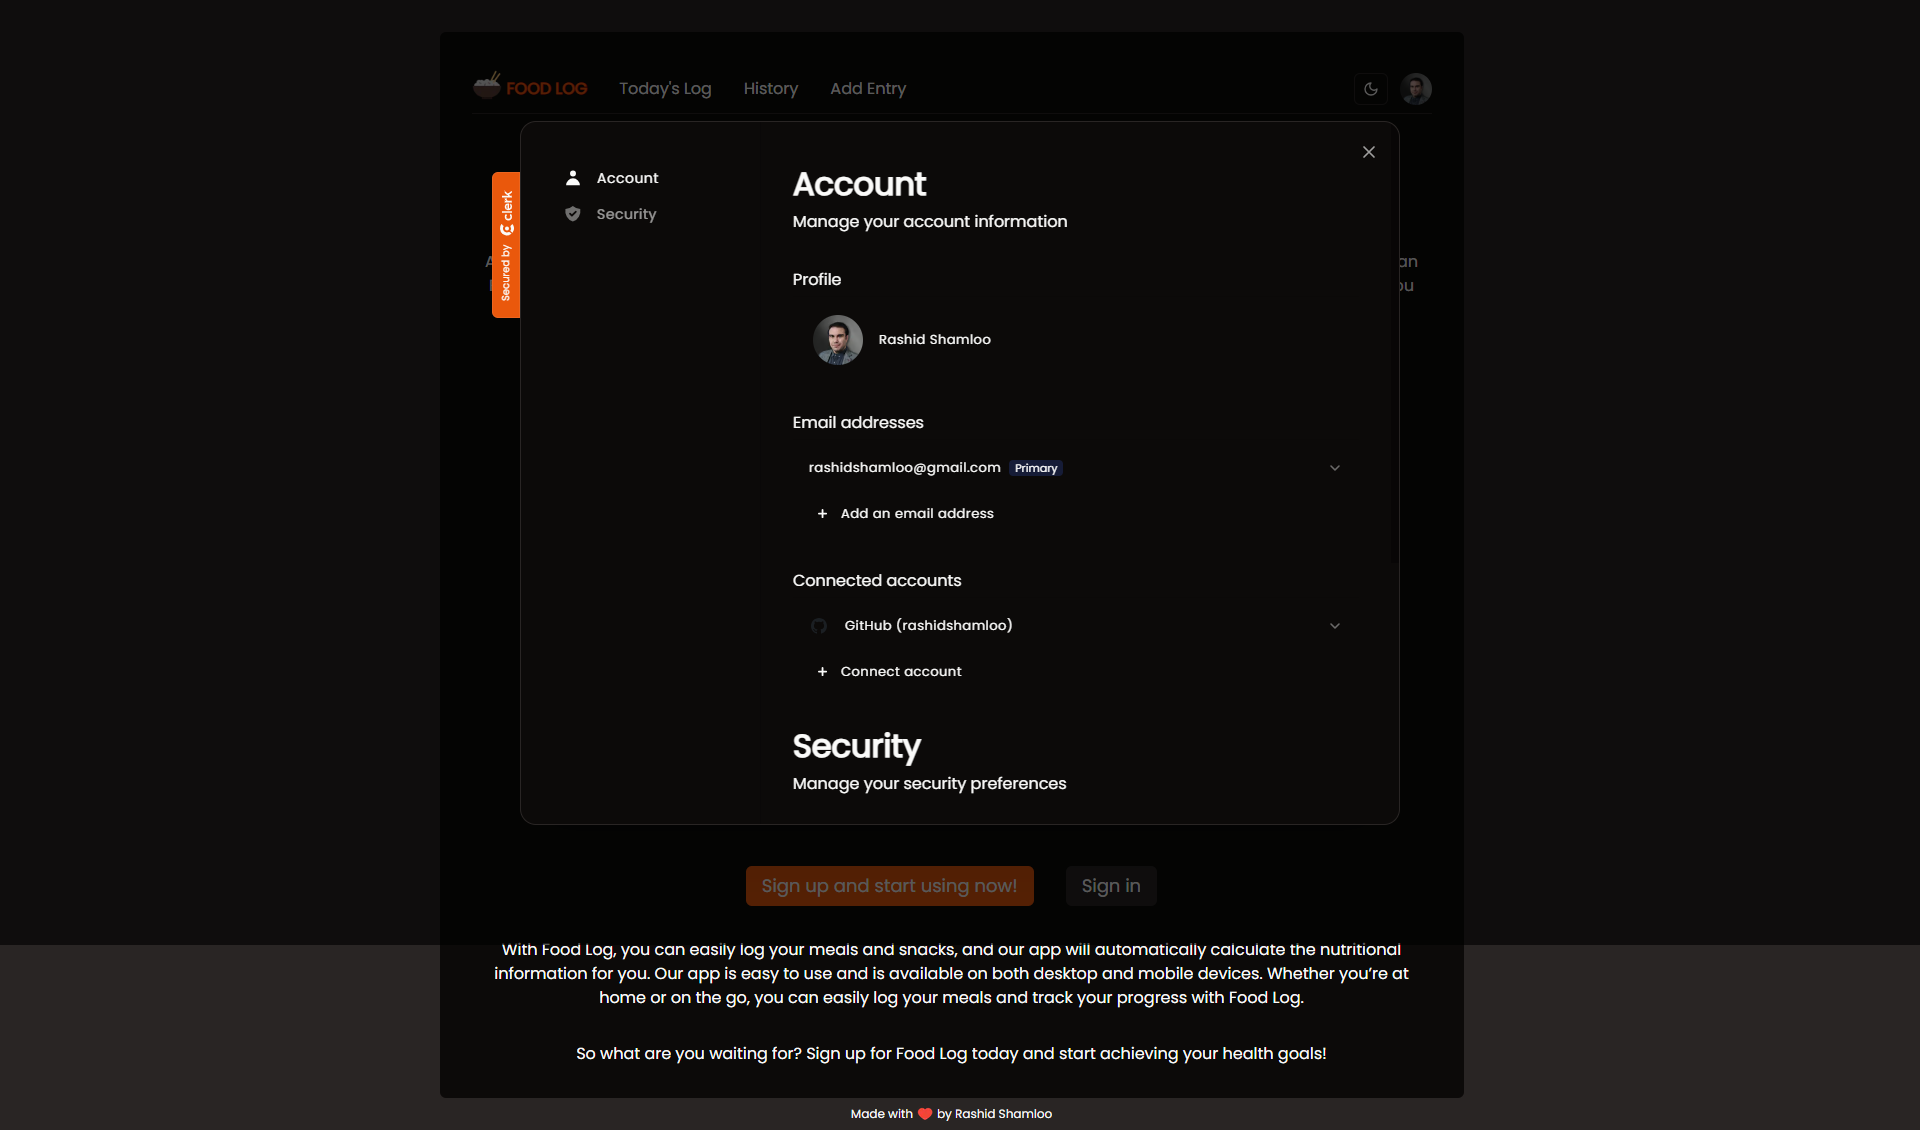 FOOD LOG
Today's Log
History
Add Entry
Secured by clerk
Account
Security
Account
Manage your account information
Profile
Rashid Shamloo
Email addresses
rashidshamloo@gmail.com Primary
+ Add an email address
Connected accounts
GitHub (rashidshamloo)
+ Connect account
Security
Manage your security preferences
Sign up and start using now!
Sign in
With Food Log, you can easily log your meals and snacks, and our app will automatically calculate the nutritional
information for you. Our app is easy to use and is available on both desktop and mobile devices. Whether you’re at
home or on the go, you can easily log your meals and track your progress with Food Log.
So what are you waiting for? Sign up for Food Log today and start achieving your health goals!
Made with ❤ by Rashid Shamloo